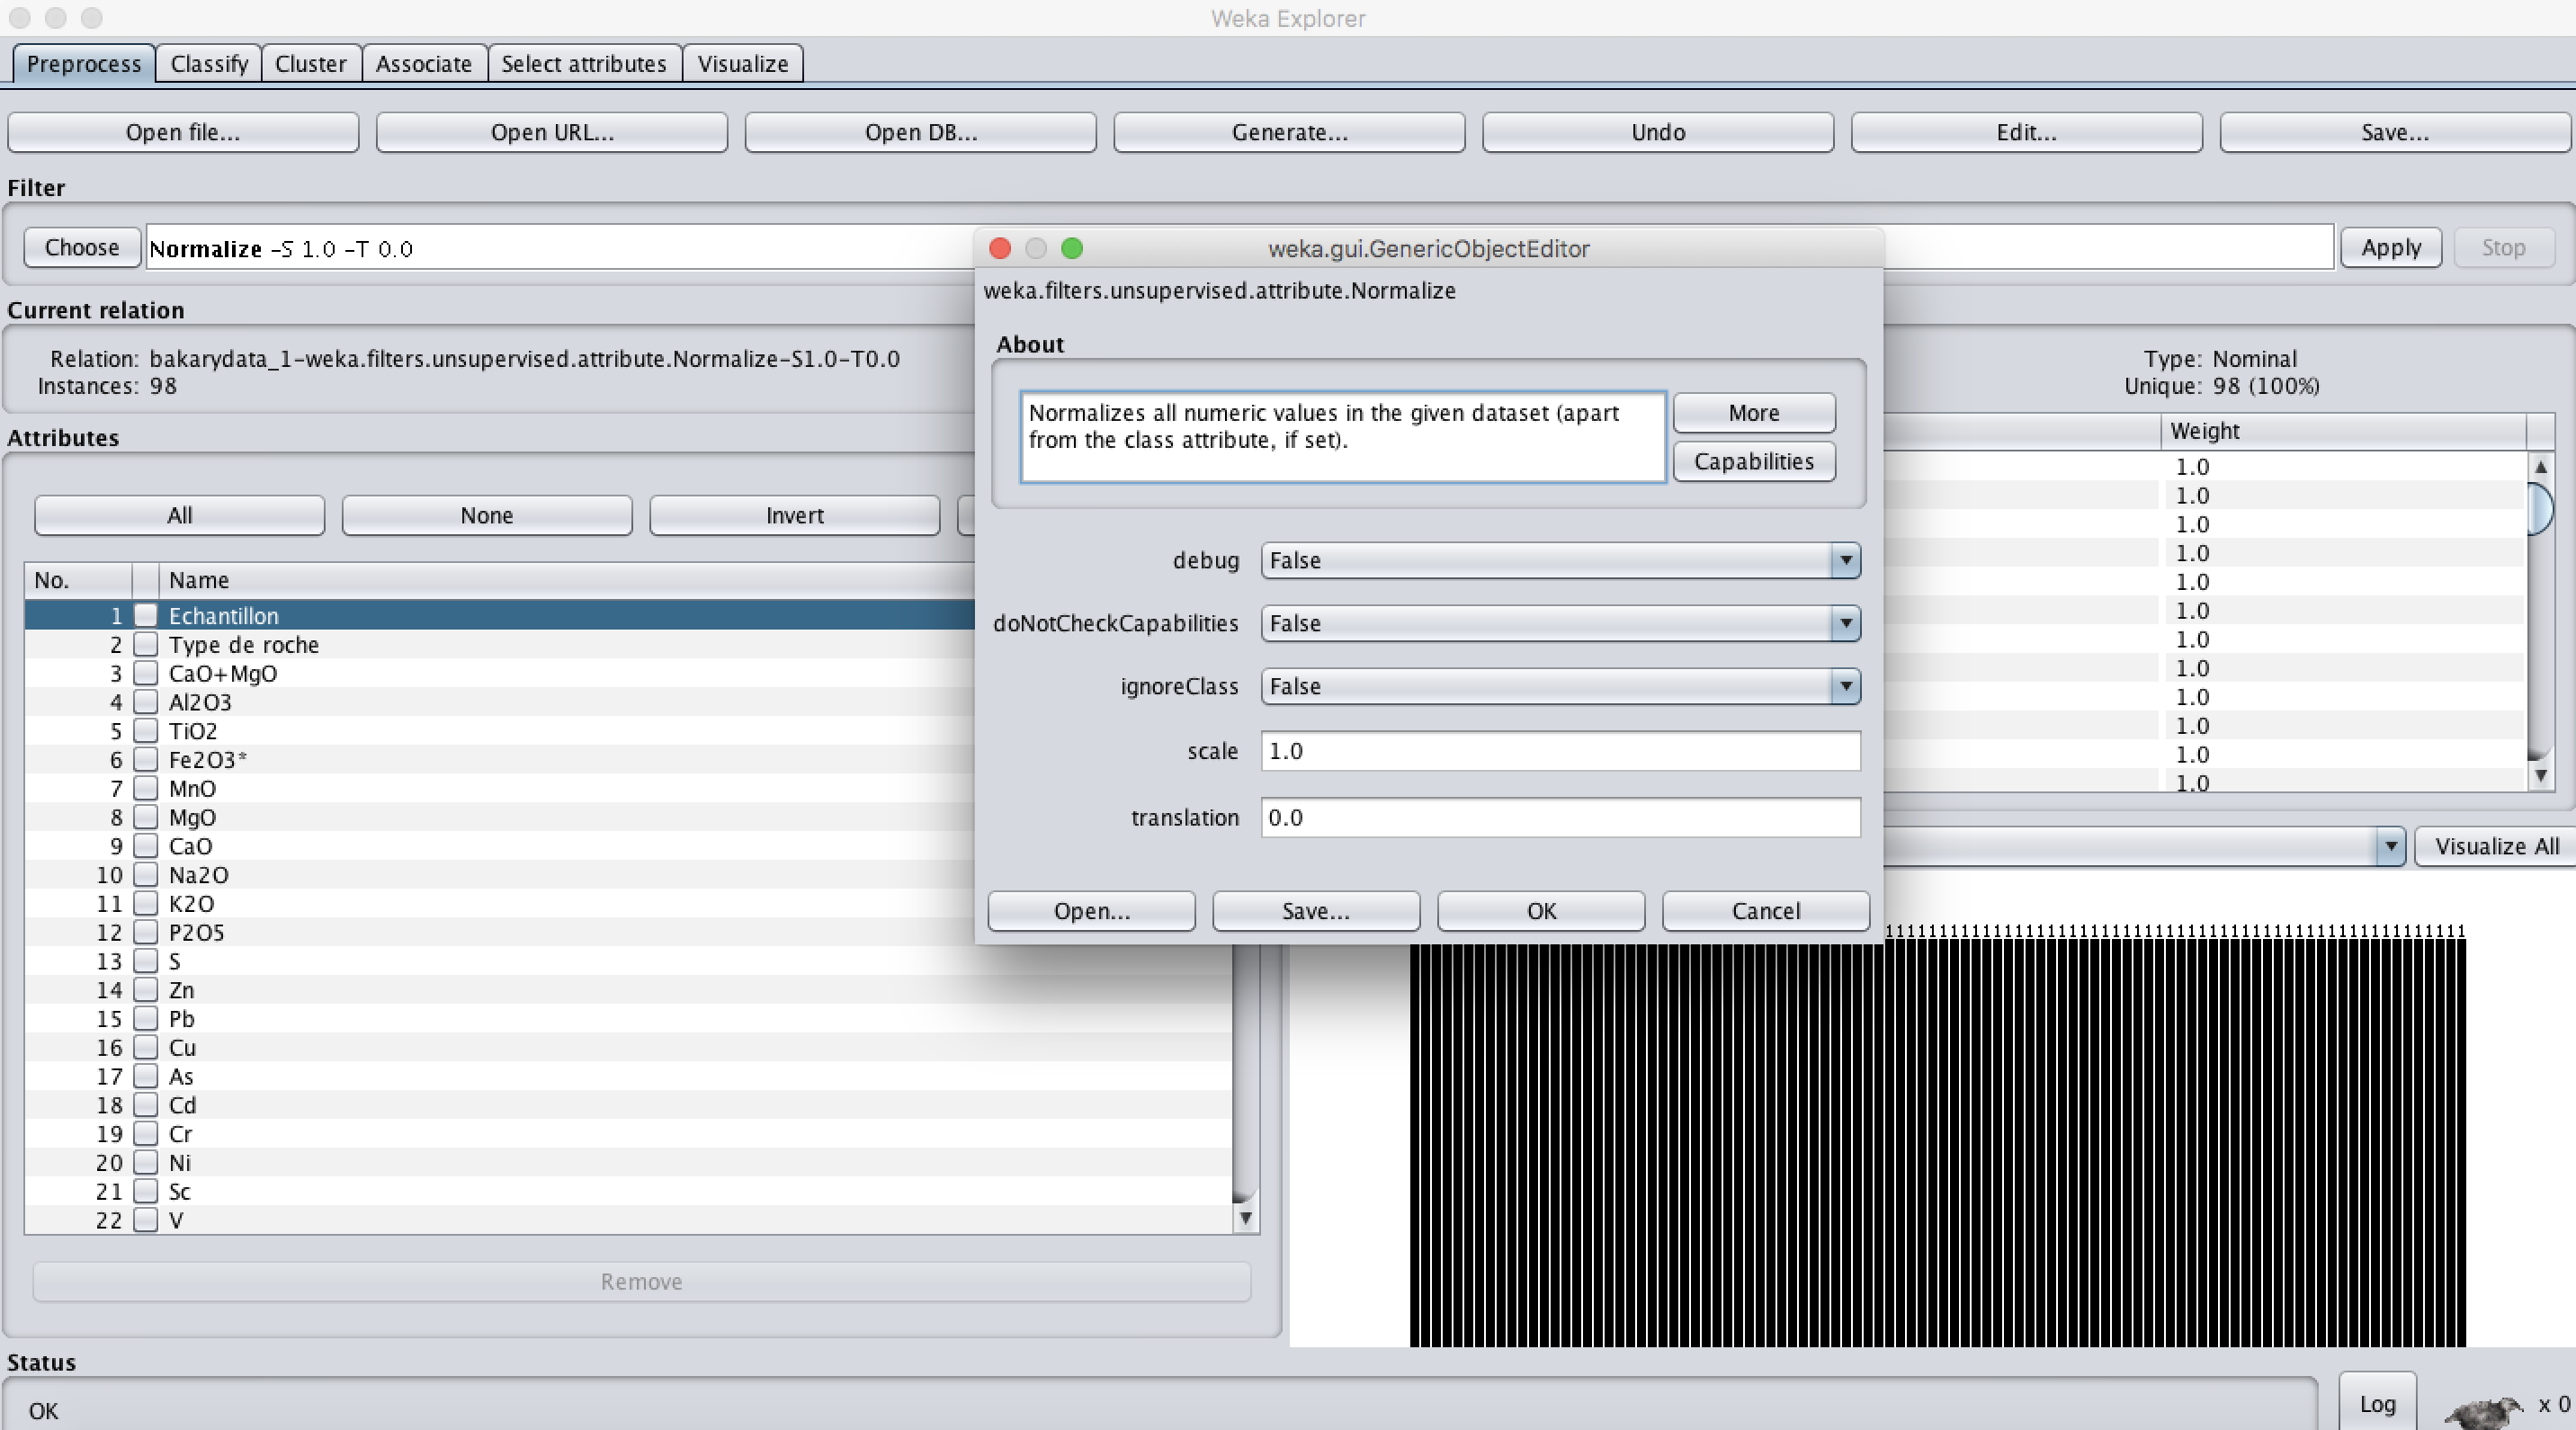 Weka Explorer
Preprocess Classify Cluster Associate Select attributes Visualize
Open file... Open URL... Open DB... Generate... Undo Edit... Save...
Filter
Choose Normalize -S 1.0 -T 0.0 Apply Stop
Current relation
Relation: bakarydata_1-weka.filters.unsupervised.attribute.Normalize-S1.0-T0.0
Instances: 98
Attributes
All None Invert
No. Name
1 Echantillon
2 Type de roche
3 CaO+MgO
4 Al2O3
5 TiO2
6 Fe2O3*
7 MnO
8 MgO
9 CaO
10 Na2O
11 K2O
12 P2O5
13 S
14 Zn
15 Pb
16 Cu
17 As
18 Cd
19 Cr
20 Ni
21 Sc
22 V
Remove
weka.gui.GenericObjectEditor
weka.filters.unsupervised.attribute.Normalize
About
Normalizes all numeric values in the given dataset (apart
from the class attribute, if set).
More
Capabilities
debug False
doNotCheckCapabilities False
ignoreClass False
scale 1.0
translation 0.0
Open... Save... OK Cancel
Type: Nominal
Unique: 98 (100%)
Weight
1.0
1.0
1.0
1.0
1.0
1.0
1.0
1.0
1.0
1.0
1.0
1.0
Visualize All
Status
OK
Log x 0